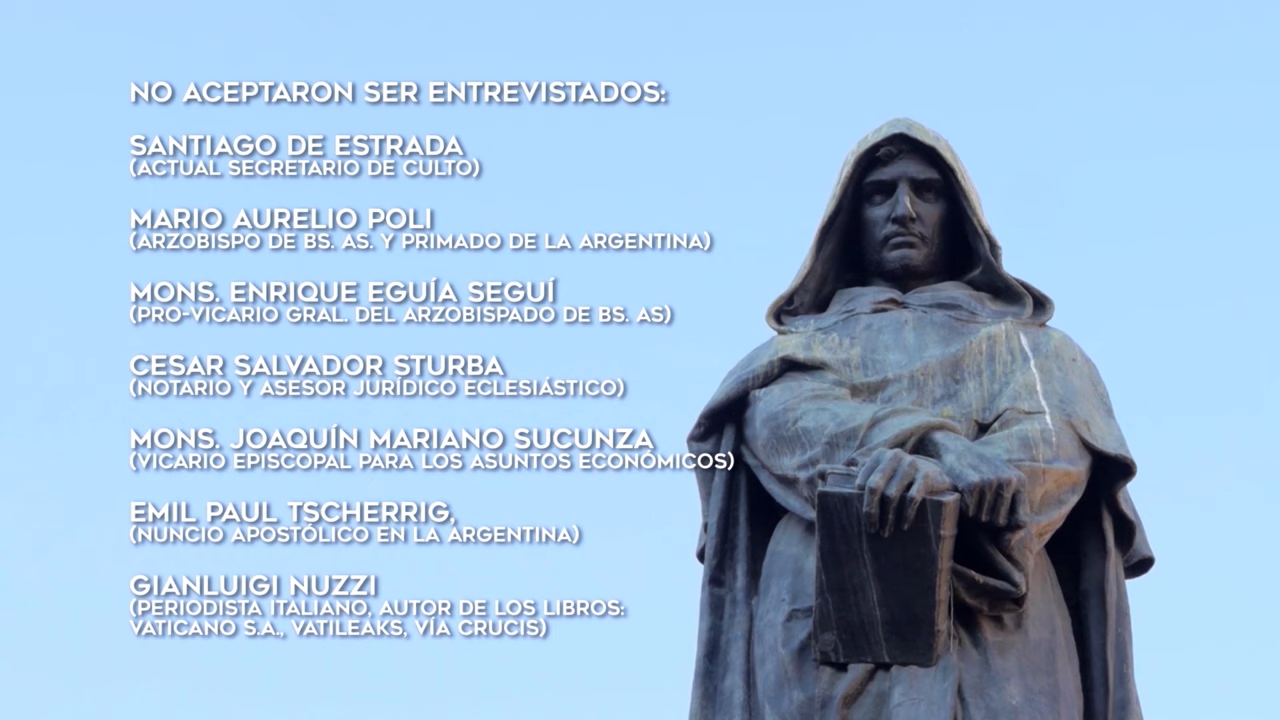 NO ACEPTARON SER ENTREVISTADOS:
SANTIAGO DE ESTRADA
(ACTUAL SECRETARIO DE CULTO)
MARIO AURELIO POLI
(ARZOBISPO DE BS. AS. Y PRIMADO DE LA ARGENTINA)
MONS. ENRIQUE EGUÍA SEGUÍ
(PRO-VICARIO GRAL. DEL ARZOBISPADO DE BS. AS)
CESAR SALVADOR STURBA
(NOTARIO Y ASESOR JURÍDICO ECLESIÁSTICO)
MONS. JOAQUÍN MARIANO SUCUNZA
(VICARIO EPISCOPAL PARA LOS ASUNTOS ECONÓMICOS)
EMIL PAUL TSCHERRIG,
(NUNCIO APOSTÓLICO EN LA ARGENTINA)
GIANLUIGI NUZZI
(PERIODISTA ITALIANO, AUTOR DE LOS LIBROS:
VATICANO S.A., VATILEAKS, VÍA CRUCIS)